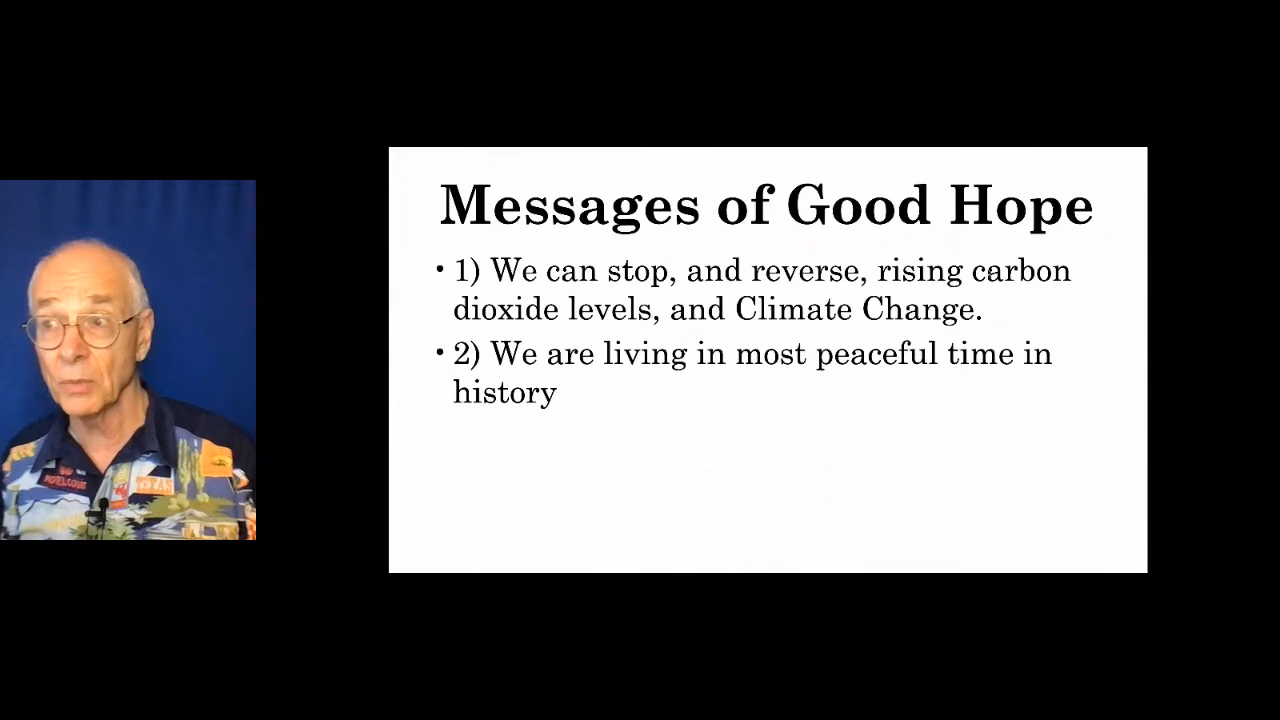 Messages of Good Hope
• 1) We can stop, and reverse, rising carbon
dioxide levels, and Climate Change.
• 2) We are living in most peaceful time in
history
TEXAS